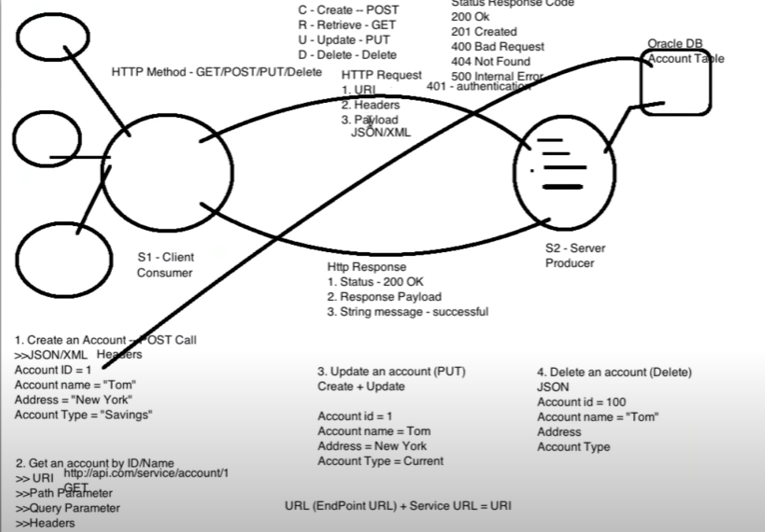 C - Create -- POST
R - Retrieve - GET
U - Update - PUT
D - Delete - Delete
Status Response Code
200 Ok
201 Created
400 Bad Request
404 Not Found
500 Internal Error
401 - authentication
Oracle DB
Account Table
HTTP Method - GET/POST/PUT/Delete
HTTP Request
1. URI
2. Headers
3. Payload
JSON/XML
S1 - Client
Consumer
S2 - Server
Producer
Http Response
1. Status - 200 OK
2. Response Payload
3. String message - successful
1. Create an Account -- POST Call
>>JSON/XML Headers
Account ID = 1
Account name = "Tom"
Address = "New York"
Account Type = "Savings"
2. Get an account by ID/Name
>> URI http://api.com/service/account/1
GET
>>Path Parameter
>>Query Parameter
>>Headers
3. Update an account (PUT)
Create + Update
Account id = 1
Account name = Tom
Address = New York
Account Type = Current
4. Delete an account (Delete)
JSON
Account id = 100
Account name = "Tom"
Address
Account Type
URL (EndPoint URL) + Service URL = URI